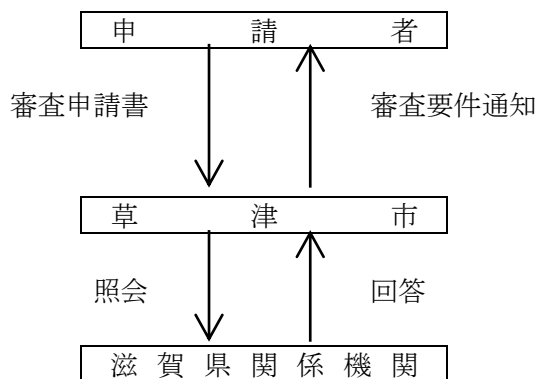 申請者
審査申請書
審査要件通知
草津市
照会
回答
滋賀県関係機関